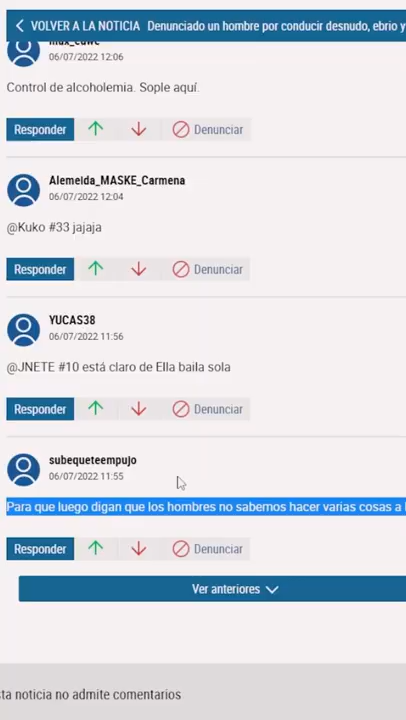 VOLVER A LA NOTICIA Denunciado un hombre por conducir desnudo, ebrio y
06/07/2022 12:06
Control de alcoholemia. Sople aquí.
Responder Denunciar
Alemeida_MASKE_Carmena
06/07/2022 12:04
@Kuko #33 jajaja
Responder Denunciar
YUCAS38
06/07/2022 11:56
@JNETE #10 está claro de Ella baila sola
Responder Denunciar
subequeteempujo
06/07/2022 11:55
Para que luego digan que los hombres no sabemos hacer varias cosas a
Responder Denunciar
Ver anteriores
sta noticia no admite comentarios